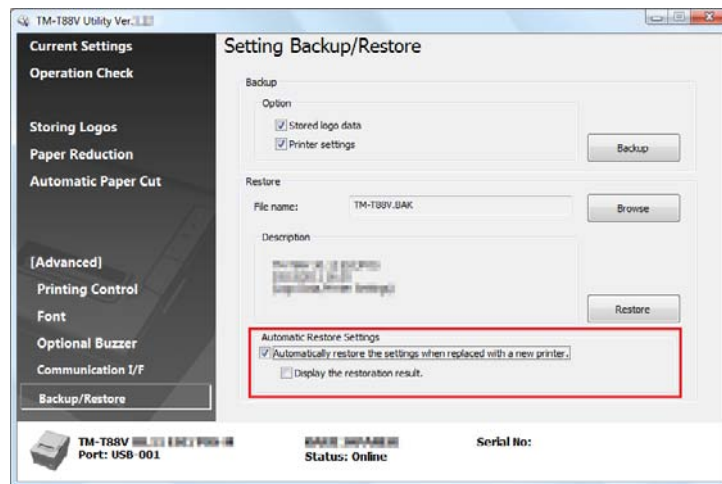 TM-T88V Utility Ver.
Current Settings
Operation Check
Storing Logos
Paper Reduction
Automatic Paper Cut
[Advanced]
Printing Control
Font
Optional Buzzer
Communication I/F
Backup/Restore
Setting Backup/Restore
Backup
Option
Stored logo data
Printer settings
Backup
Restore
File name:
TM-T88V.BAK
Browse
Description
Restore
Automatic Restore Settings
Automatically restore the settings when replaced with a new printer.
Display the restoration result.
TM-T88V
Port: USB-001
Status: Online
Serial No: